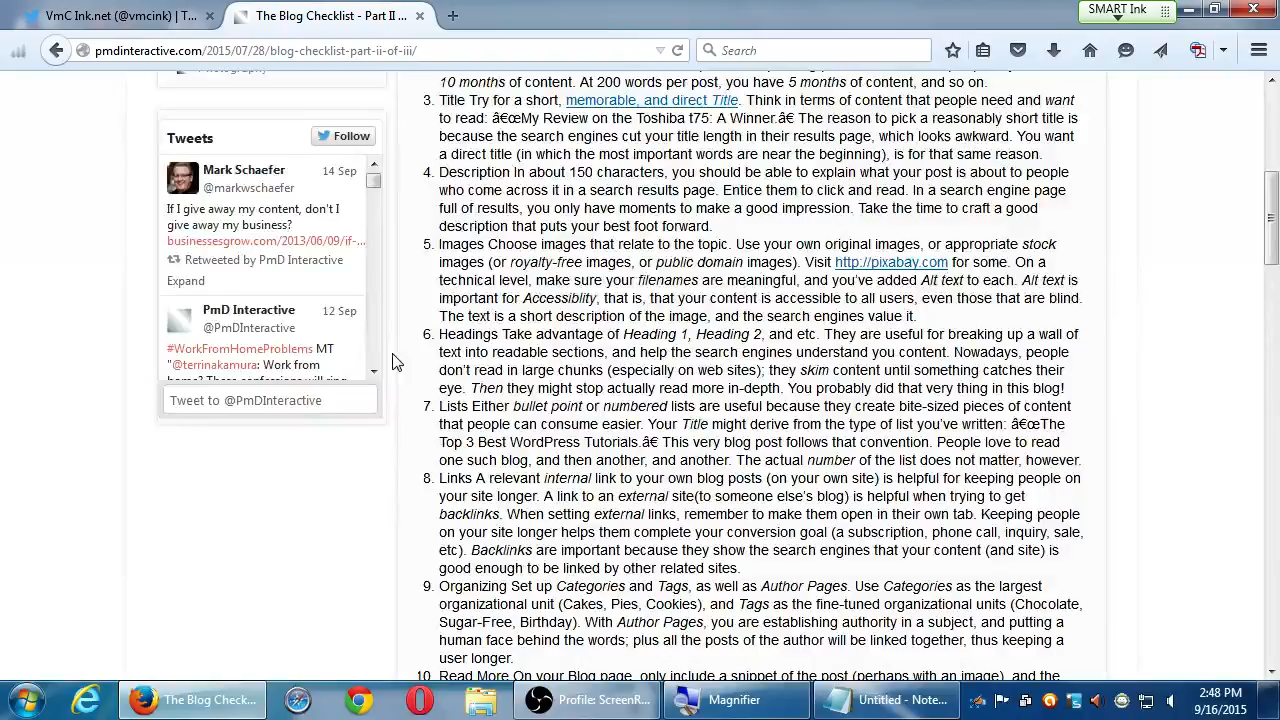 VmC Ink.net (@vmcink) | T...
The Blog Checklist - Part II ...
SMART Ink
pmdinteractive.com/2015/07/28/blog-checklist-part-ii-of-iii/
Search
Photography
Tweets
Follow
Mark Schaefer
14 Sep
@markwschaefer
If I give away my content, don't I
give away my business?
businessesgrow.com/2013/06/09/if-...
Retweeted by PmD Interactive
Expand
PmD Interactive
12 Sep
@PmDInteractive
#WorkFromHomeProblems MT
"@terrinakamura: Work from
Tweet to @PmDInteractive
10 months of content. At 200 words per post, you have 5 months of content, and so on.
3. Title Try for a short, memorable, and direct Title. Think in terms of content that people need and want
to read: â€œMy Review on the Toshiba t75: A Winner.â€ The reason to pick a reasonably short title is
because the search engines cut your title length in their results page, which looks awkward. You want
a direct title (in which the most important words are near the beginning), is for that same reason.
4. Description In about 150 characters, you should be able to explain what your post is about to people
who come across it in a search results page. Entice them to click and read. In a search engine page
full of results, you only have moments to make a good impression. Take the time to craft a good
description that puts your best foot forward.
5. Images Choose images that relate to the topic. Use your own original images, or appropriate stock
images (or royalty-free images, or public domain images). Visit http://pixabay.com for some. On a
technical level, make sure your filenames are meaningful, and you've added Alt text to each. Alt text is
important for Accessiblity, that is, that your content is accessible to all users, even those that are blind.
The text is a short description of the image, and the search engines value it.
6. Headings Take advantage of Heading 1, Heading 2, and etc. They are useful for breaking up a wall of
text into readable sections, and help the search engines understand you content. Nowadays, people
don't read in large chunks (especially on web sites); they skim content until something catches their
eye. Then they might stop actually read more in-depth. You probably did that very thing in this blog!
7. Lists Either bullet point or numbered lists are useful because they create bite-sized pieces of content
that people can consume easier. Your Title might derive from the type of list you've written: â€œThe
Top 3 Best WordPress Tutorials.â€ This very blog post follows that convention. People love to read
one such blog, and then another, and another. The actual number of the list does not matter, however.
8. Links A relevant internal link to your own blog posts (on your own site) is helpful for keeping people on
your site longer. A link to an external site(to someone else's blog) is helpful when trying to get
backlinks. When setting external links, remember to make them open in their own tab. Keeping people
on your site longer helps them complete your conversion goal (a subscription, phone call, inquiry, sale,
etc). Backlinks are important because they show the search engines that your content (and site) is
good enough to be linked by other related sites.
9. Organizing Set up Categories and Tags, as well as Author Pages. Use Categories as the largest
organizational unit (Cakes, Pies, Cookies), and Tags as the fine-tuned organizational units (Chocolate,
Sugar-Free, Birthday). With Author Pages, you are establishing authority in a subject, and putting a
human face behind the words; plus all the posts of the author will be linked together, thus keeping a
user longer.
10. Read More On your Blog page, only include a snippet of the post (perhaps with an image), and the
The Blog Check...
Profile: ScreenR...
Magnifier
Untitled - Note...
2:48 PM
9/16/2015